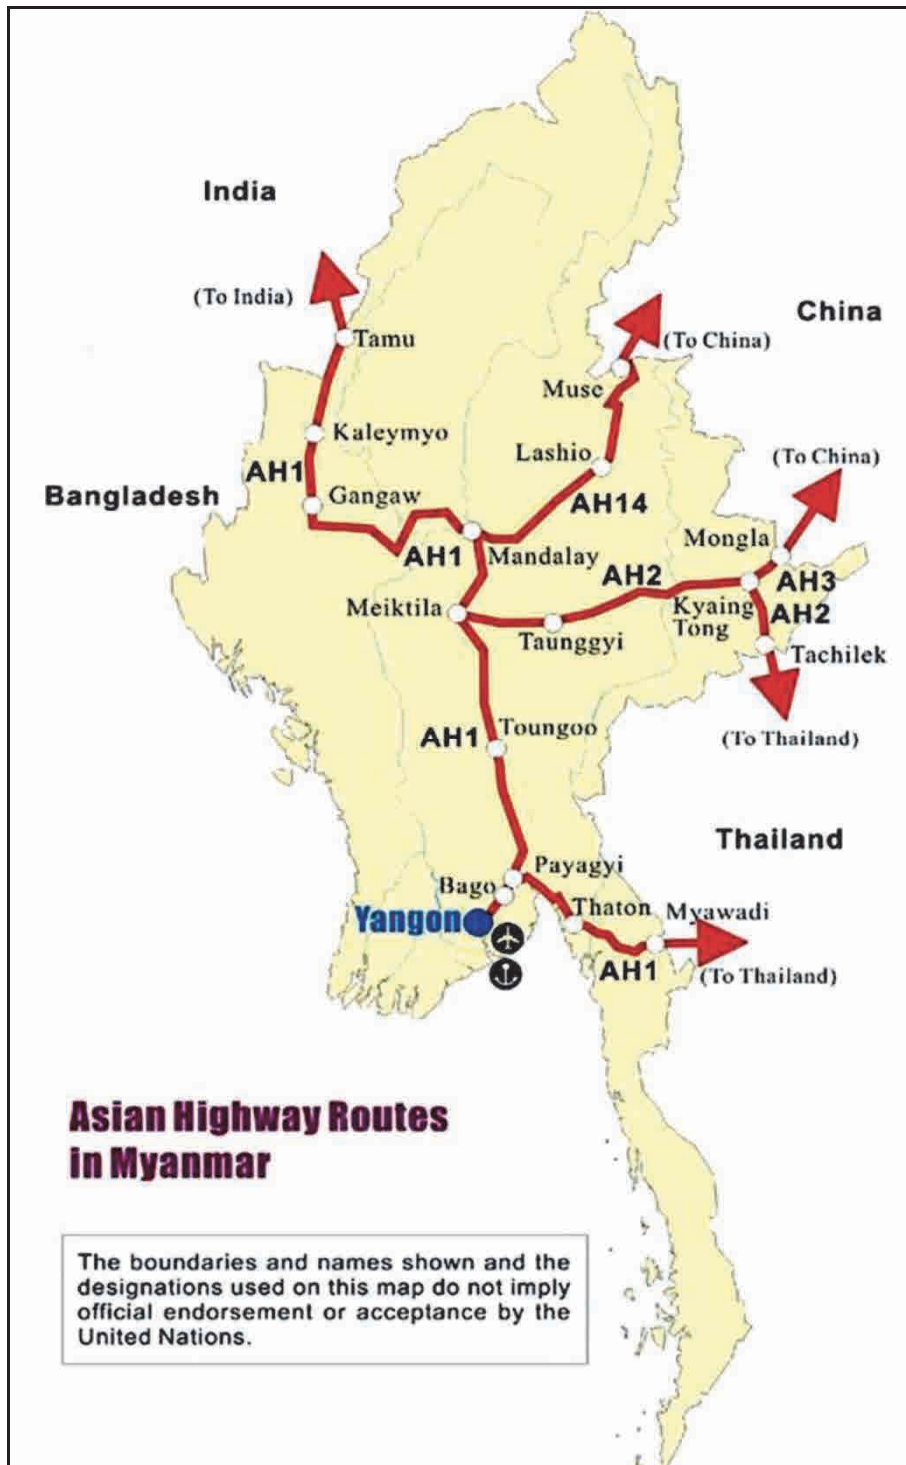 India
(To India)
China
Tamu
(To China)
Muse
Kaleymyo
Lashio
(To China)
AH1
Bangladesh
Gangaw
AH14
Mongla
AH1
Mandalay
AH2
AH3
Meiktila
Kyaing
Tong
AH2
Taunggyi
Tachilek
AH1
Toungoo
(To Thailand)
Thailand
Payagyi
Bago
Yangon
Thaton
Myawadi
AH1
(To Thailand)
Asian Highway Routes
in Myanmar
The boundaries and names shown and the
designations used on this map do not imply
official endorsement or acceptance by the
United Nations.